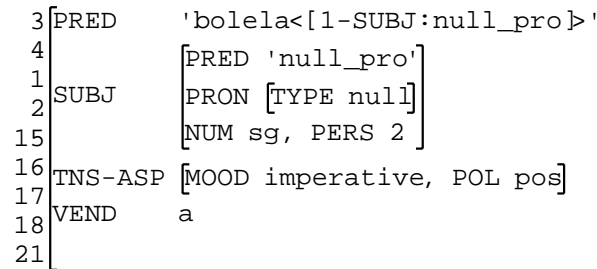 3 PRED 'bolela<[1-SUBJ:null_pro]>'
4 PRED 'null_pro'
1
2 SUBJ PRON [TYPE null]
15 NUM sg, PERS 2
16
17 TNS-ASP [MOOD imperative, POL pos]
18 VEND a
21